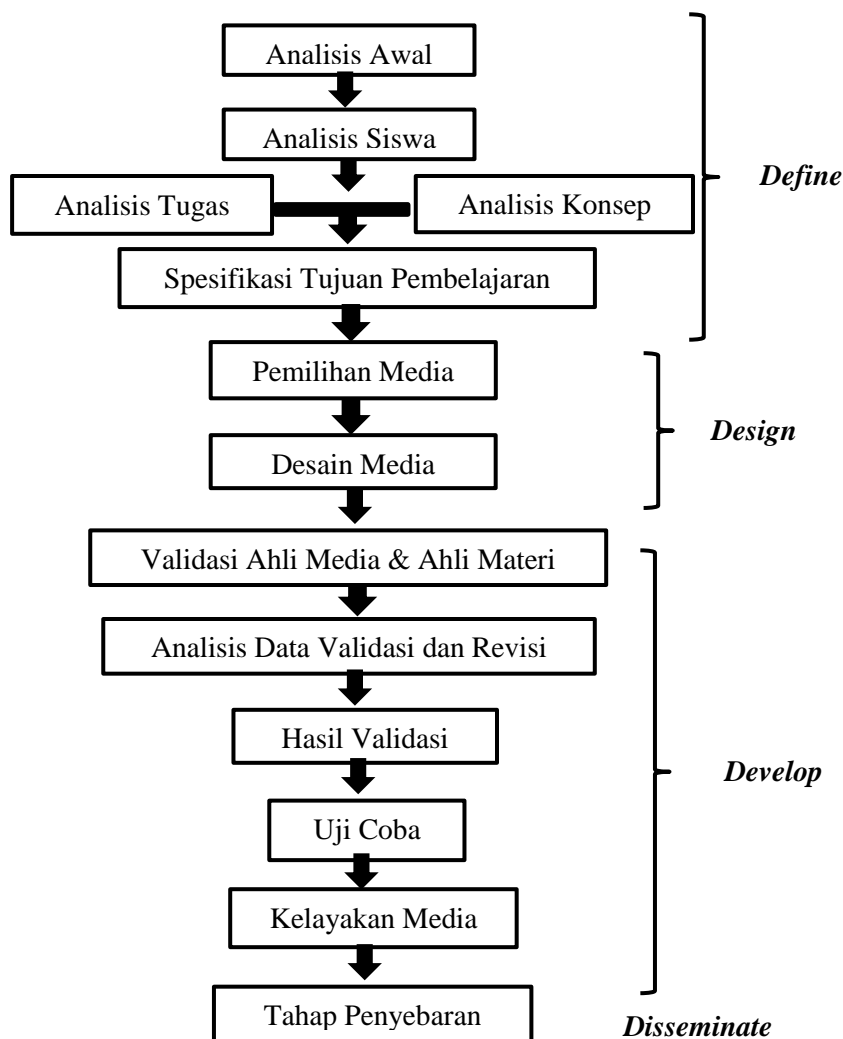 Analisis Awal
Analisis Siswa
Define
Analisis Tugas
Analisis Konsep
Spesifikasi Tujuan Pembelajaran
Pemilihan Media
Design
Desain Media
Validasi Ahli Media & Ahli Materi
Analisis Data Validasi dan Revisi
Hasil Validasi
Develop
Uji Coba
Kelayakan Media
Tahap Penyebaran
Disseminate